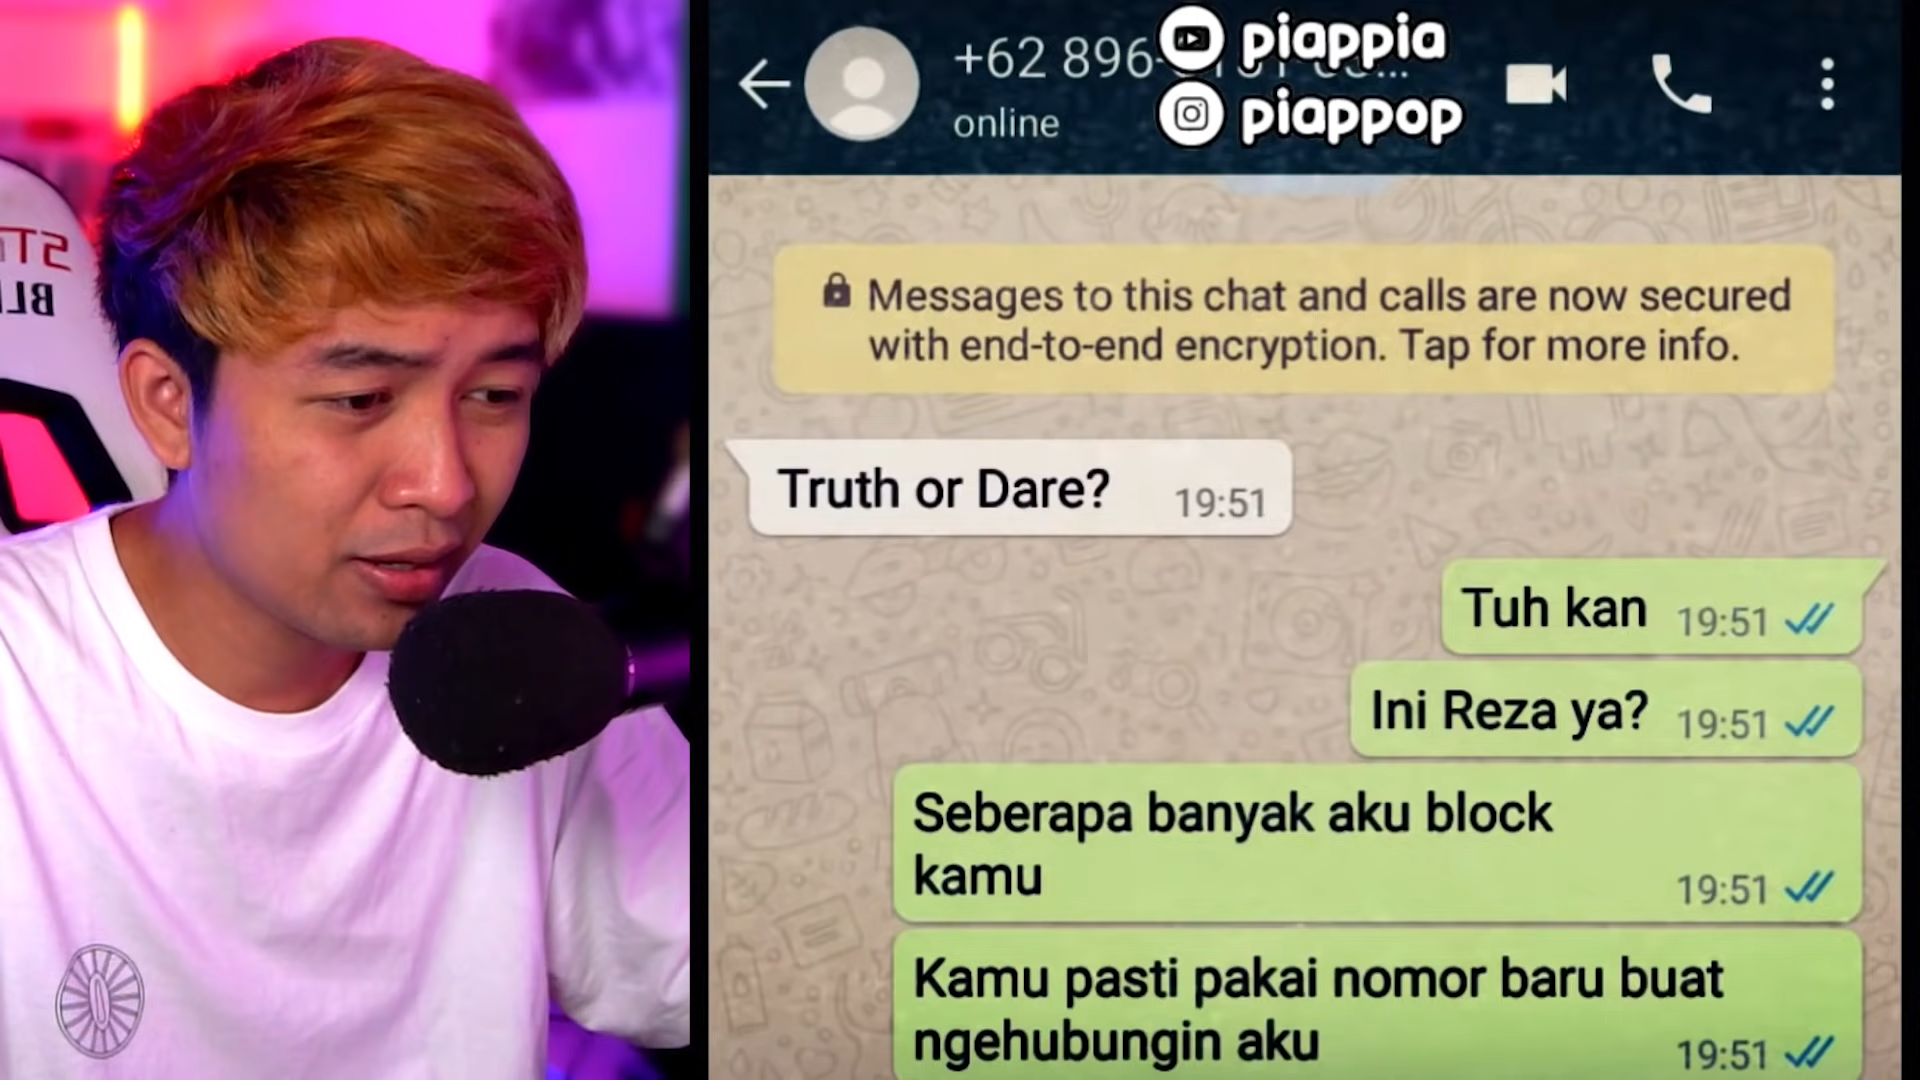 piappia
+62 896-
online
piappop
Messages to this chat and calls are now secured
with end-to-end encryption. Tap for more info.
Truth or Dare? 19:51
Tuh kan 19:51
Ini Reza ya? 19:51
Seberapa banyak aku block
kamu 19:51
Kamu pasti pakai nomor baru buat
ngehubungin aku 19:51